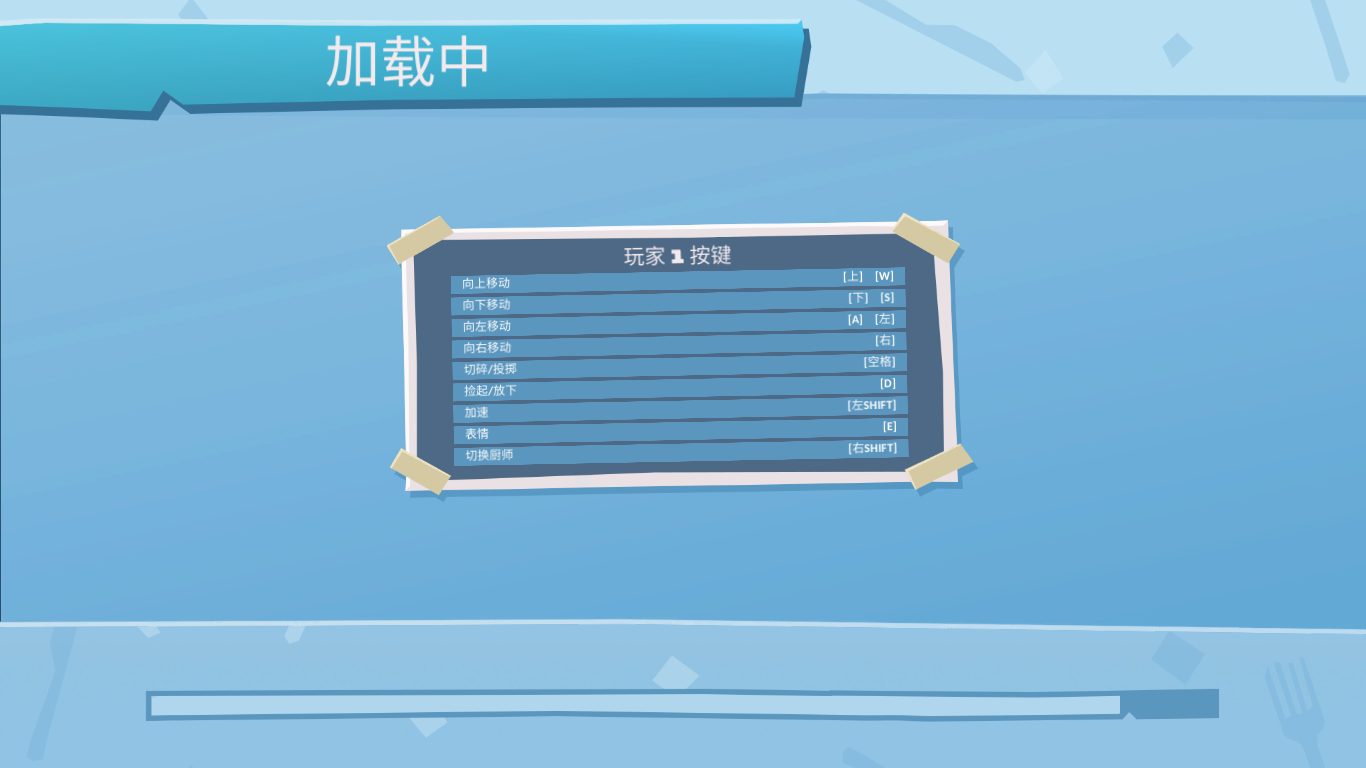 加载中
玩家 1 按键
向上移动 [上] [W]
向下移动 [下] [S]
向左移动 [A] [左]
向右移动 [右]
切碎/投掷 [空格]
捡起/放下 [D]
加速 [左SHIFT]
表情 [E]
切换厨师 [右SHIFT]